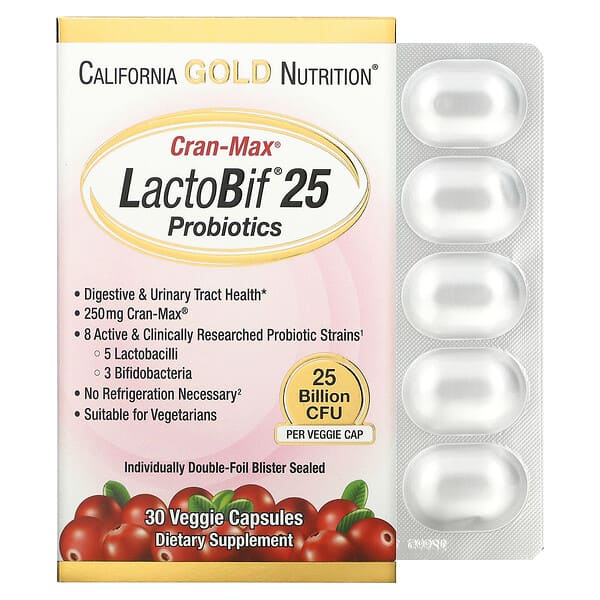 CALIFORNIA GOLD NUTRITION®
Cran-Max®
LactoBif® 25
Probiotics
• Digestive & Urinary Tract Health*
• 250mg Cran-Max®
• 8 Active & Clinically Researched Probiotic Strains¹
○ 5 Lactobacilli
○ 3 Bifidobacteria
• No Refrigeration Necessary²
• Suitable for Vegetarians
25
Billion
CFU
PER VEGGIE CAP
Individually Double-Foil Blister Sealed
30 Veggie Capsules
Dietary Supplement